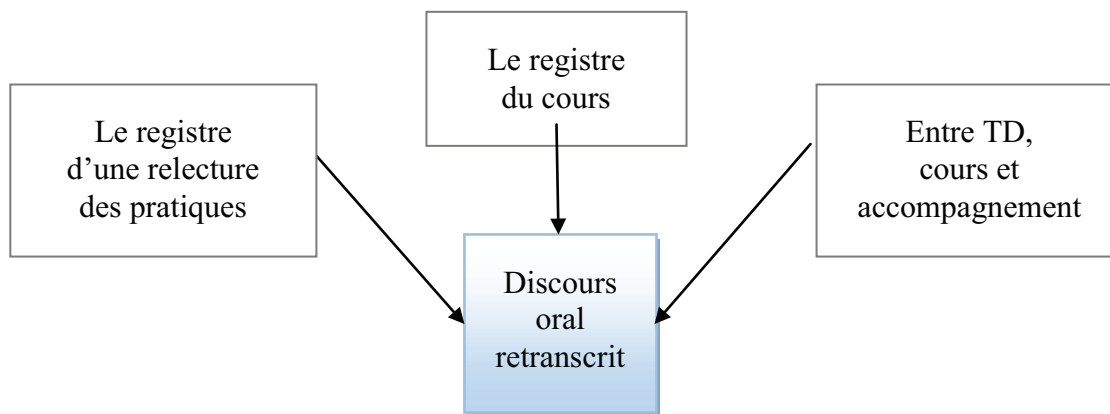 Le registre
d’une relecture
des pratiques
Le registre
du cours
Entre TD,
cours et
accompagnement
Discours
oral
retranscrit